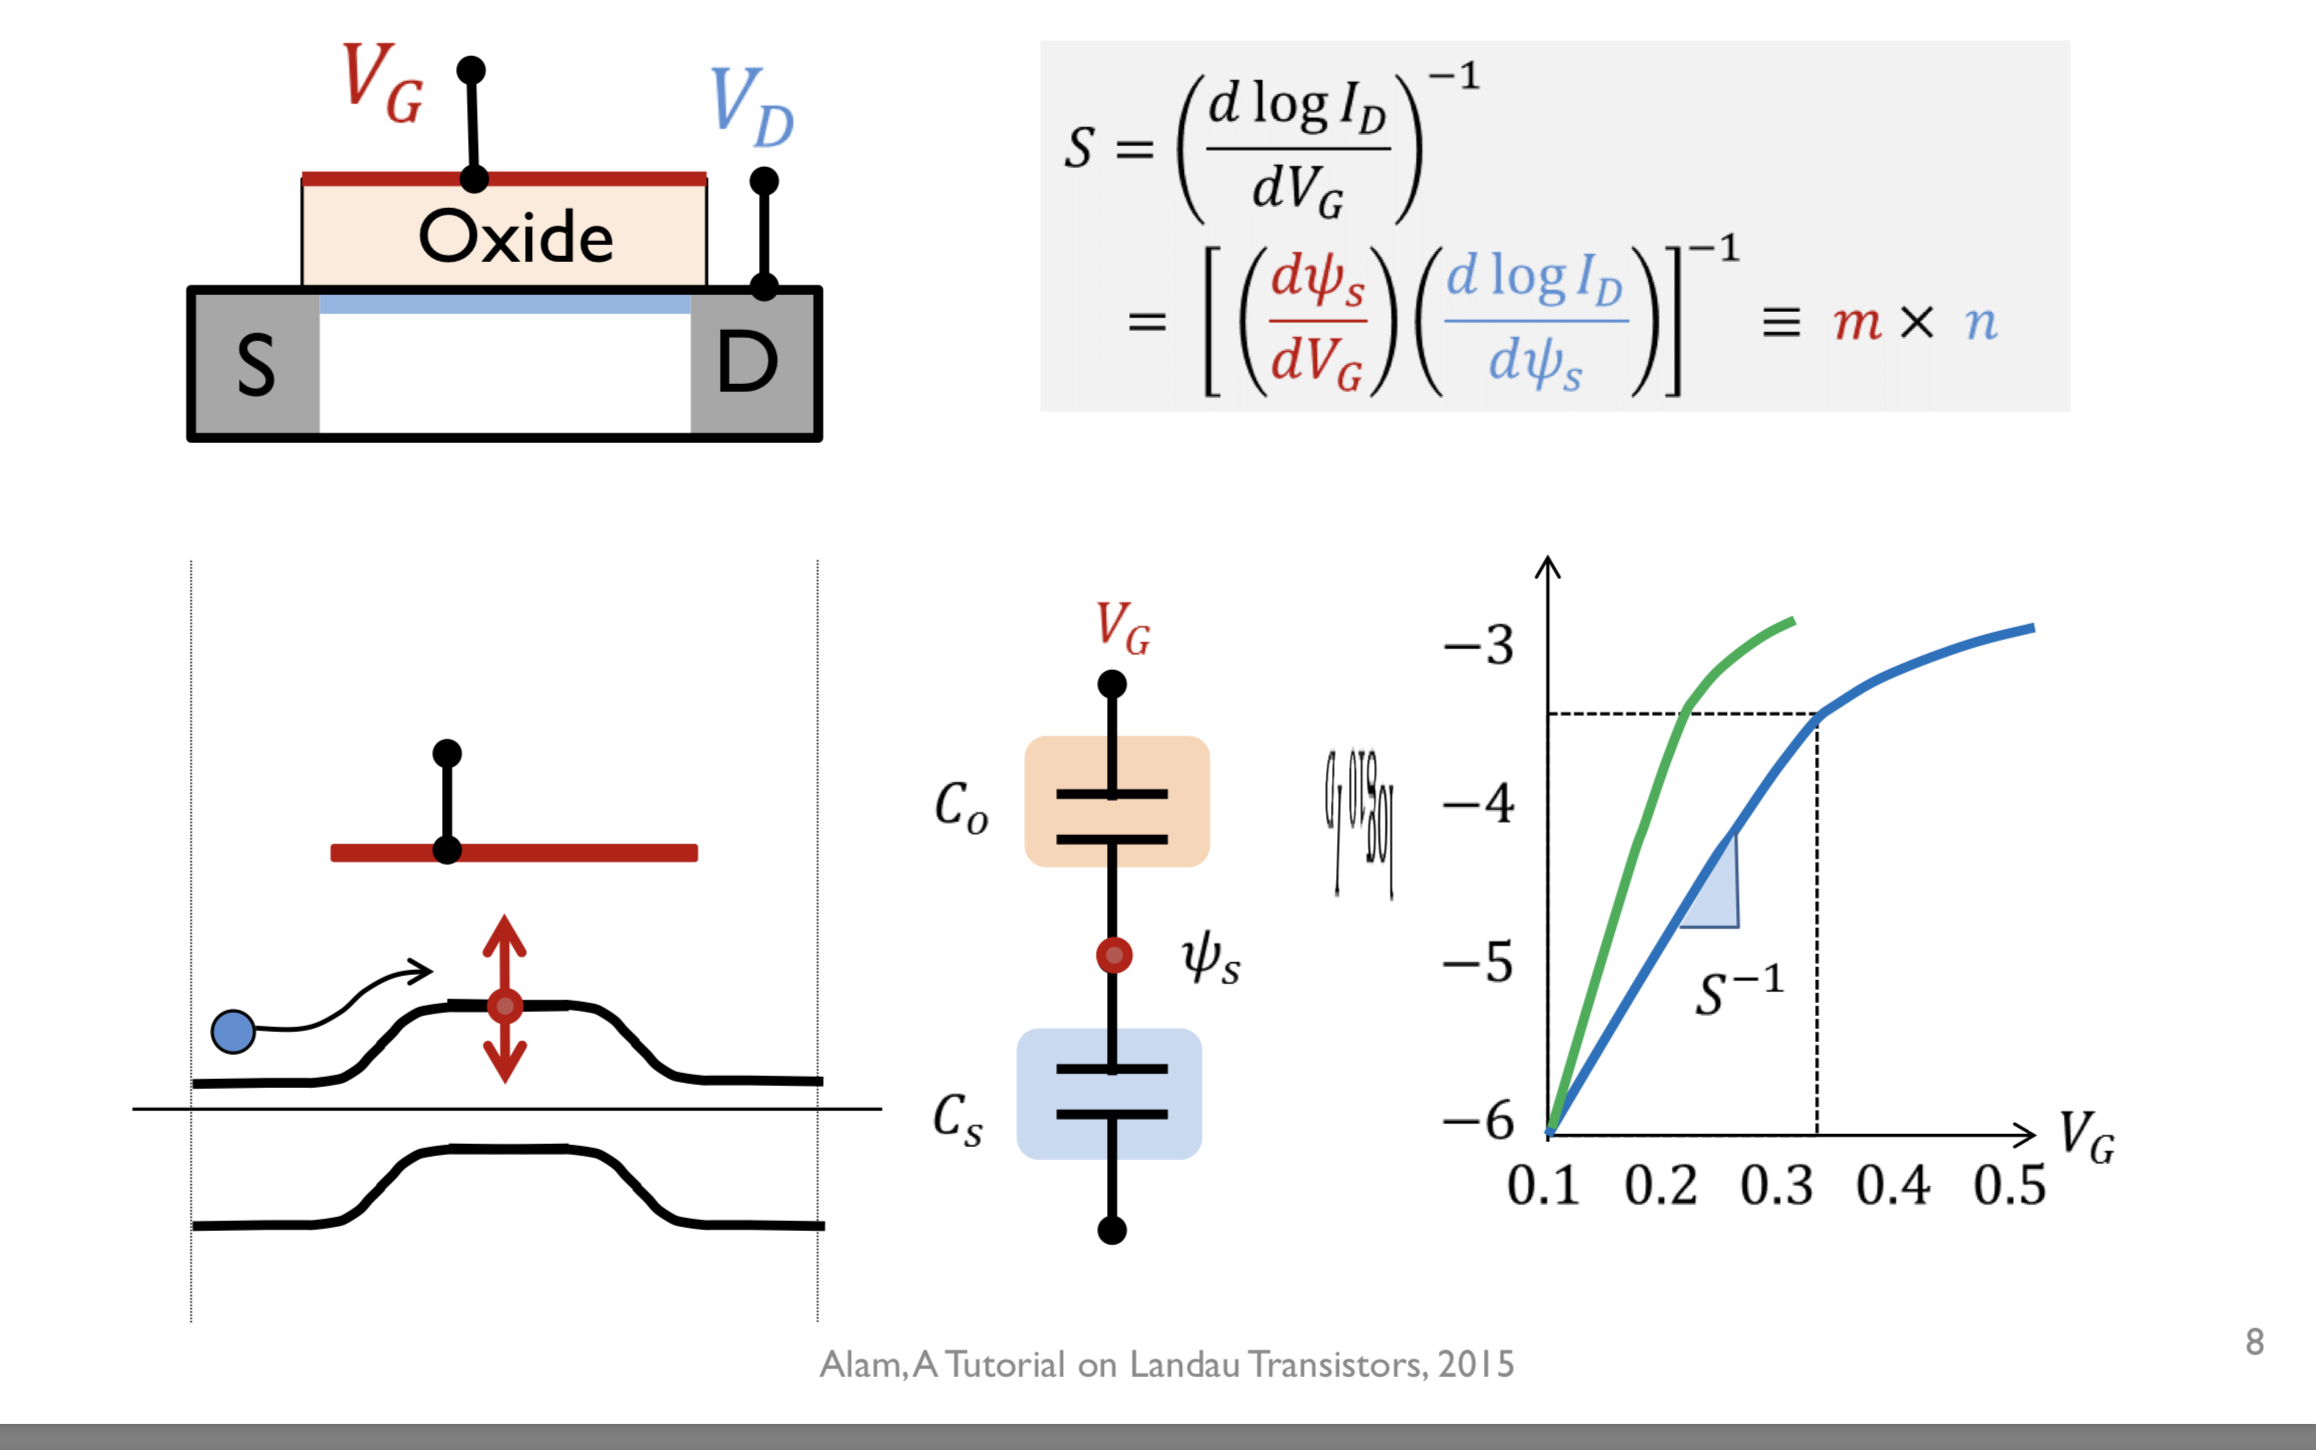 V_G
V_D
Oxide
S
D
S = (d log I_D / dV_G)^{-1}
= [(dψ_s / dV_G)(d log I_D / dψ_s)]^{-1} ≡ m × n
V_G
C_o
ψ_s
C_s
log10 I_D
−3
−4
−5
−6
S^{−1}
V_G
0.1 0.2 0.3 0.4 0.5
Alam, A Tutorial on Landau Transistors, 2015
8